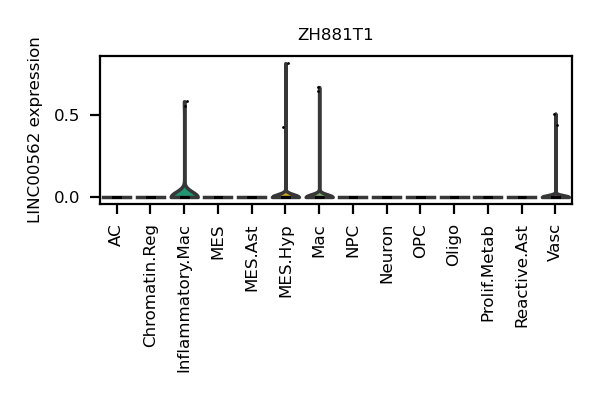 ZH881T1
LINC00562 expression
0.5
0.0
AC
Chromatin.Reg
Inflammatory.Mac
MES
MES.Ast
MES.Hyp
Mac
NPC
Neuron
OPC
Oligo
Prolif.Metab
Reactive.Ast
Vasc